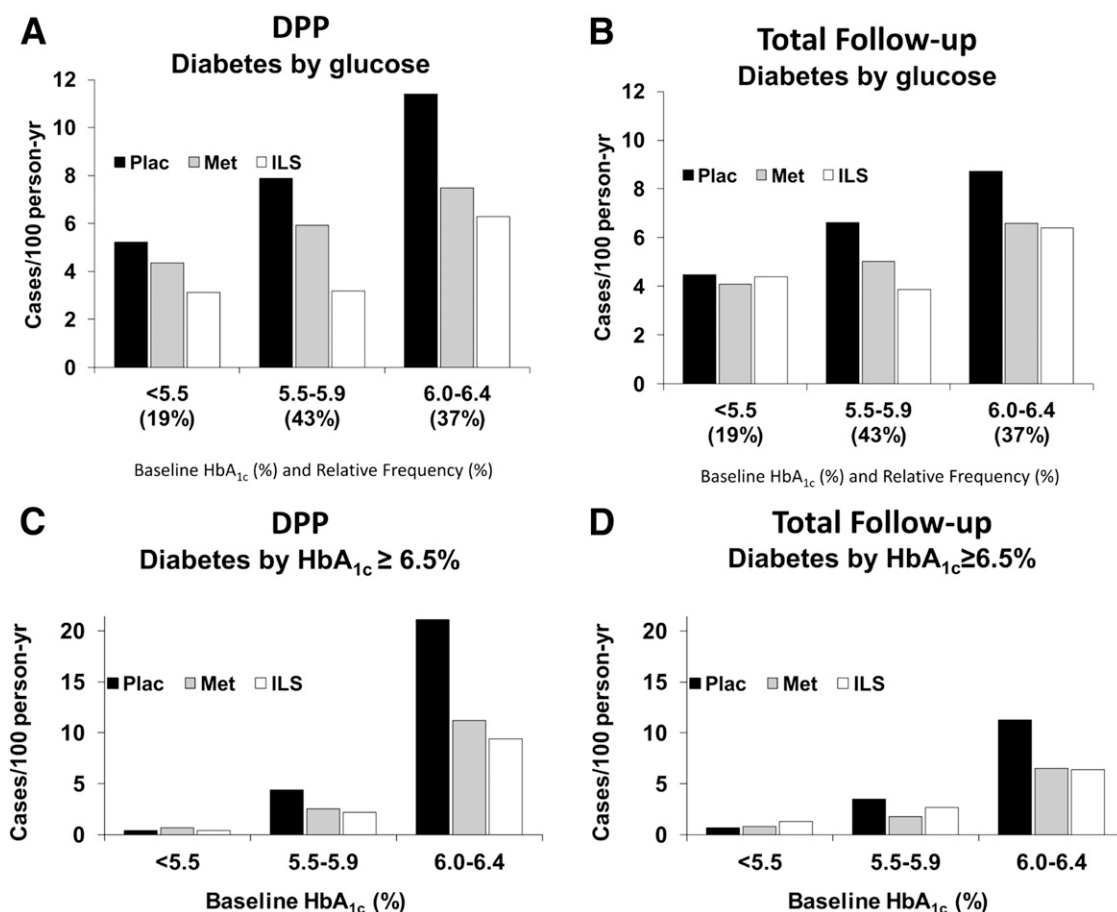 A
DPP
Diabetes by glucose
Cases/100 person-yr
12
10
8
6
4
2
0
Plac Met ILS
<5.5 5.5-5.9 6.0-6.4
(19%) (43%) (37%)
Baseline HbA1c (%) and Relative Frequency (%)
B
Total Follow-up
Diabetes by glucose
Cases/100 person-yr
12
10
8
6
4
2
0
Plac Met ILS
<5.5 5.5-5.9 6.0-6.4
(19%) (43%) (37%)
Baseline HbA1c (%) and Relative Frequency (%)
C
DPP
Diabetes by HbA1c ≥ 6.5%
Cases/100 person-yr
20
15
10
5
0
Plac Met ILS
<5.5 5.5-5.9 6.0-6.4
Baseline HbA1c (%)
D
Total Follow-up
Diabetes by HbA1c≥6.5%
Cases/100 person-yr
20
15
10
5
0
Plac Met ILS
<5.5 5.5-5.9 6.0-6.4
Baseline HbA1c (%)